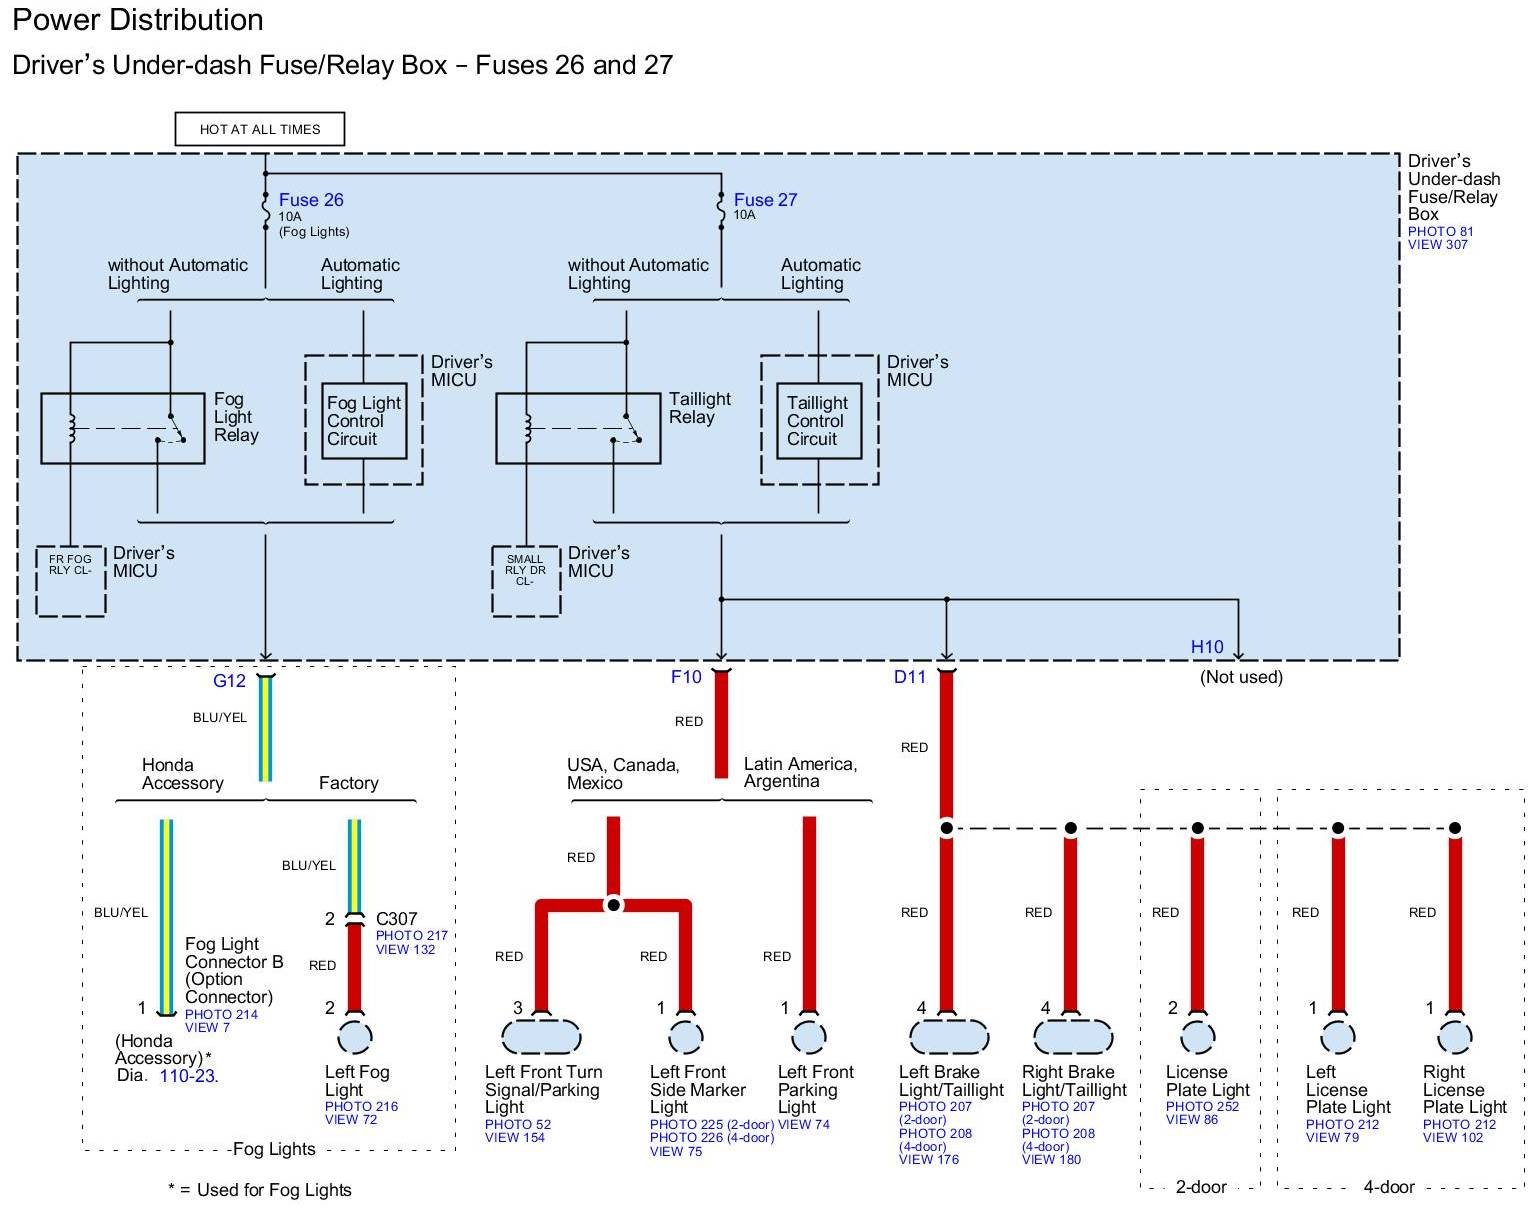 Power Distribution
Driver's Under-dash Fuse/Relay Box – Fuses 26 and 27
HOT AT ALL TIMES
Driver's
Under-dash
Fuse/Relay
Box
PHOTO 81
VIEW 307
Fuse 26
10A
(Fog Lights)
Fuse 27
10A
without Automatic
Lighting
Automatic
Lighting
without Automatic
Lighting
Automatic
Lighting
Fog
Light
Relay
Driver's
MICU
Fog Light
Control
Circuit
Taillight
Relay
Driver's
MICU
Taillight
Control
Circuit
FR FOG
RLY CL-
Driver's
MICU
SMALL
RLY DR
CL-
Driver's
MICU
G12
F10
D11
H10
(Not used)
BLU/YEL
RED
RED
Honda
Accessory
Factory
USA, Canada,
Mexico
Latin America,
Argentina
BLU/YEL
BLU/YEL
2
C307
PHOTO 217
VIEW 132
RED
RED
RED
RED
RED
RED
RED
RED
RED
RED
1
Fog Light
Connector B
(Option
Connector)
PHOTO 214
VIEW 7
(Honda
Accessory)*
Dia. 110-23.
2
Left Fog
Light
PHOTO 216
VIEW 72
3
Left Front Turn
Signal/Parking
Light
PHOTO 52
VIEW 154
1
Left Front
Side Marker
Light
PHOTO 225 (2-door)
PHOTO 226 (4-door)
VIEW 75
1
Left Front
Parking
Light
VIEW 74
4
Left Brake
Light/Taillight
PHOTO 207
(2-door)
PHOTO 208
(4-door)
VIEW 176
4
Right Brake
Light/Taillight
PHOTO 207
(2-door)
PHOTO 208
(4-door)
VIEW 180
2
License
Plate Light
PHOTO 252
VIEW 86
1
Left
License
Plate Light
PHOTO 212
VIEW 79
1
Right
License
Plate Light
PHOTO 212
VIEW 102
Fog Lights
2-door
4-door
* = Used for Fog Lights